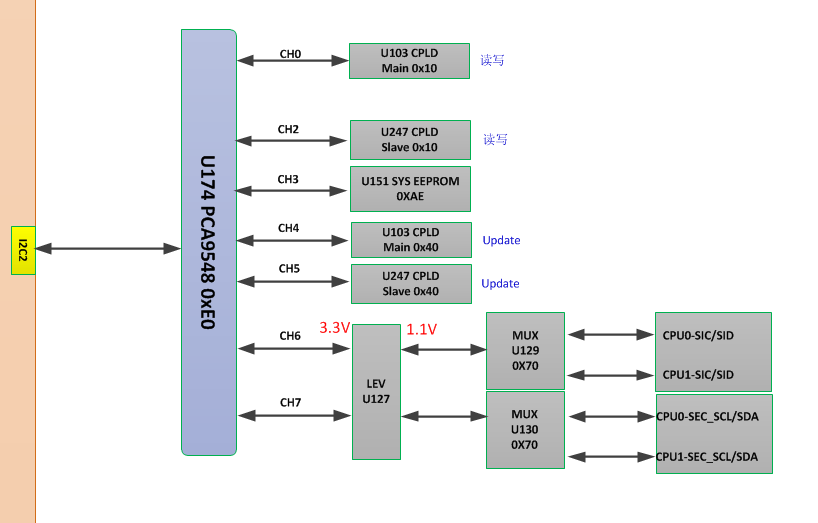 I2C2
U174 PCA9548 0xE0
CH0
U103 CPLD
Main 0x10
读写
CH2
U247 CPLD
Slave 0x10
读写
CH3
U151 SYS EEPROM
0XAE
CH4
U103 CPLD
Main 0x40
Update
CH5
U247 CPLD
Slave 0x40
Update
CH6
3.3V
1.1V
LEV
U127
CH7
MUX
U129
0X70
CPU0-SIC/SID
CPU1-SIC/SID
MUX
U130
0X70
CPU0-SEC_SCL/SDA
CPU1-SEC_SCL/SDA